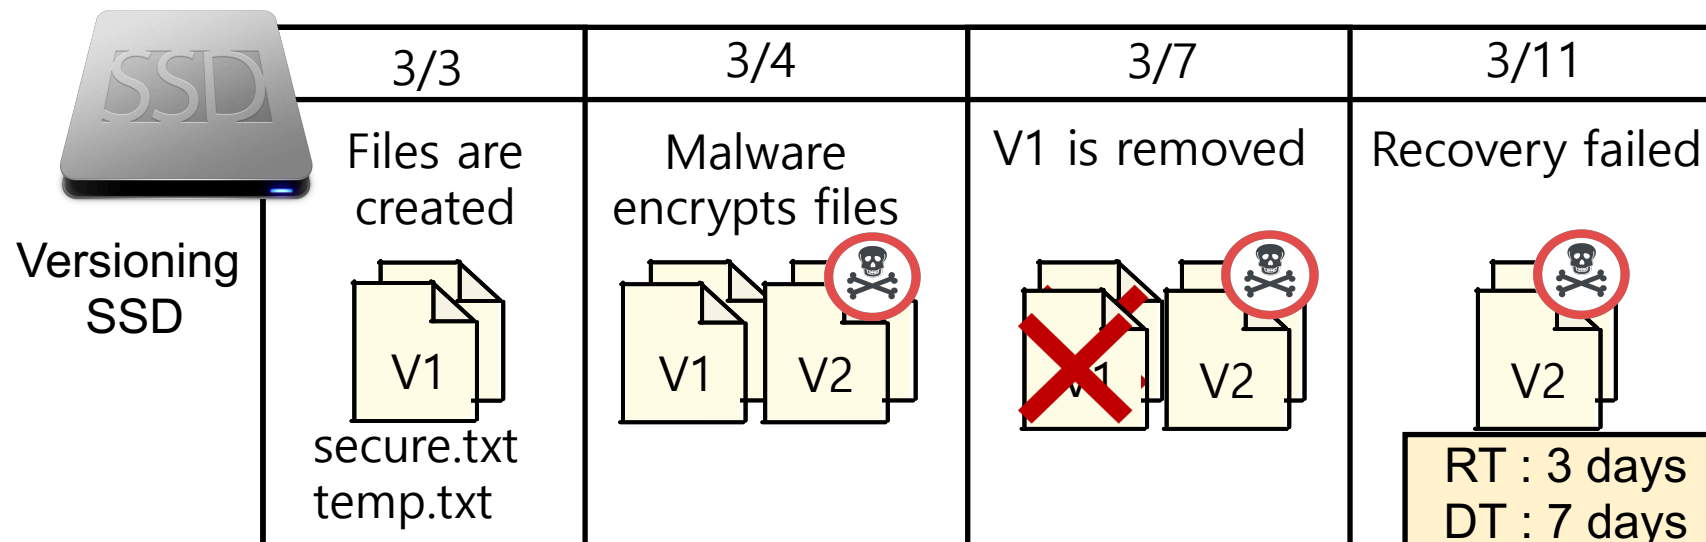 SSD
3/3
3/4
3/7
3/11
Versioning
SSD
Files are
created
V1
secure.txt
temp.txt
Malware
encrypts files
V1
V2
V1 is removed
V1
V2
Recovery failed
V2
RT : 3 days
DT : 7 days